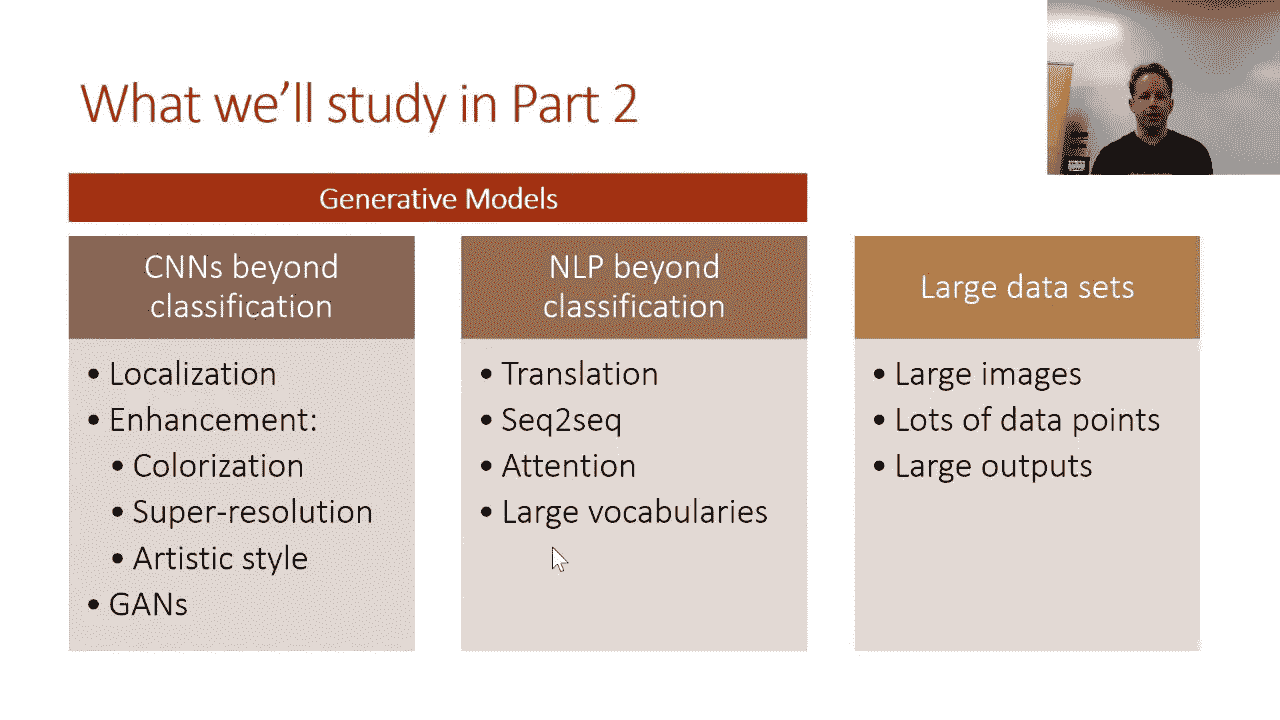 What we'll study in Part 2
Generative Models
CNNs beyond
classification
• Localization
• Enhancement:
• Colorization
• Super-resolution
• Artistic style
• GANs
NLP beyond
classification
• Translation
• Seq2seq
• Attention
• Large vocabularies
Large data sets
• Large images
• Lots of data points
• Large outputs